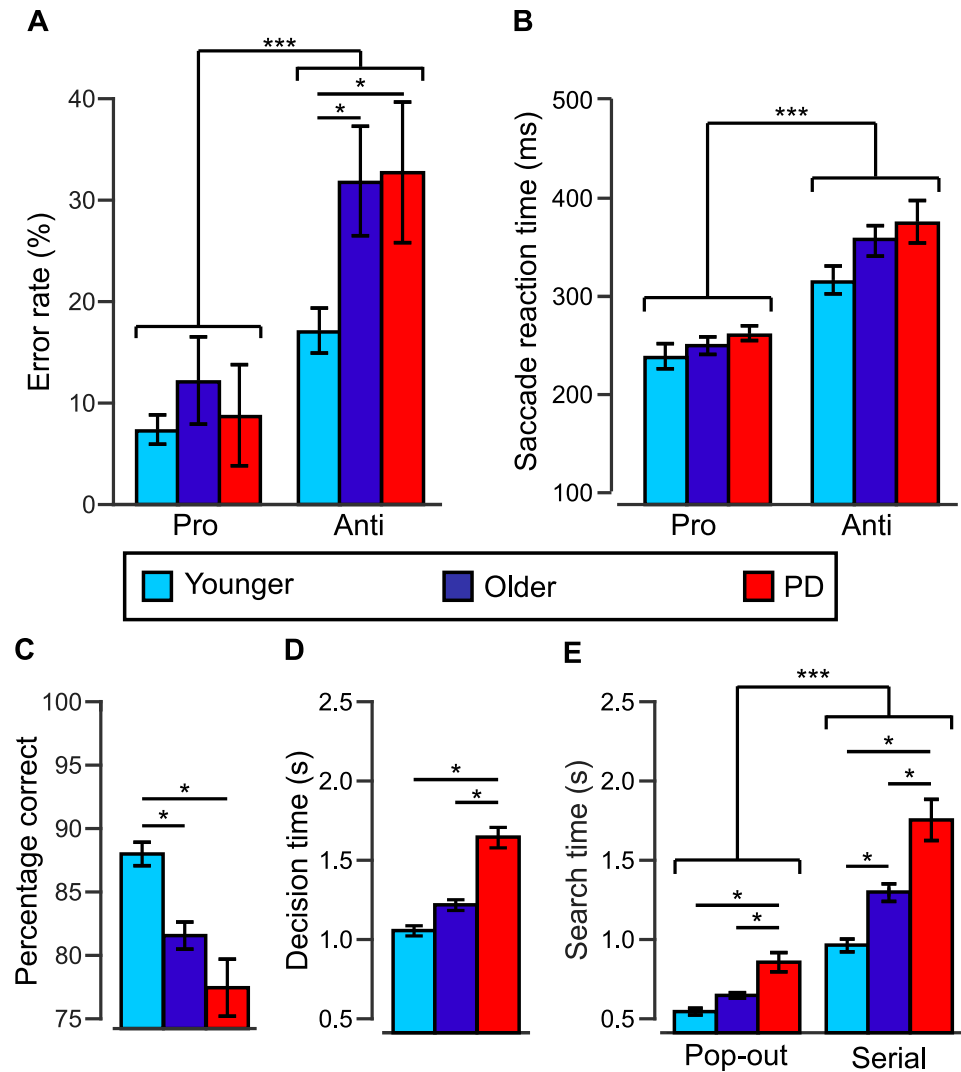 A
Error rate (%)
40
30
20
10
0
***
*
*
Pro
Anti
B
Saccade reaction time (ms)
500
400
300
200
100
***
Pro
Anti
Younger
Older
PD
C
Percentage correct
100
95
90
85
80
75
*
*
D
Decision time (s)
2.5
2.0
1.5
1.0
0.5
*
*
E
Search time (s)
2.5
2.0
1.5
1.0
0.5
***
*
*
*
*
*
Pop-out
Serial